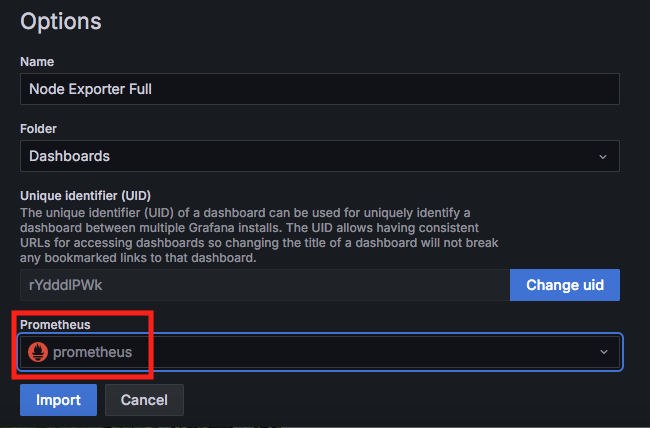 Options
Name
Node Exporter Full
Folder
Dashboards
Unique identifier (UID)
The unique identifier (UID) of a dashboard can be used for uniquely identify a
dashboard between multiple Grafana installs. The UID allows having consistent
URLs for accessing dashboards so changing the title of a dashboard will not break
any bookmarked links to that dashboard.
rYdddlPWk
Change uid
Prometheus
prometheus
Import
Cancel